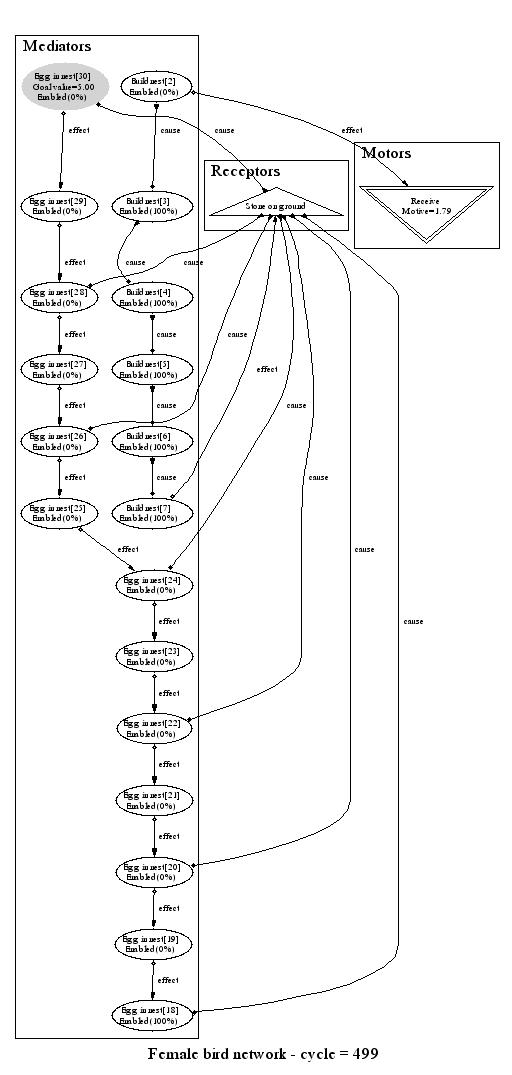 Mediators
Egg in nest[30]
Goal value=5.00
Enabled(0%)
Build nest[2]
Enabled(0%)
effect
cause
cause
effect
Receptors
Motors
Stone on ground
Receive
Motive=1.79
Egg in nest[29]
Enabled(0%)
Build nest[3]
Enabled(100%)
effect
cause
cause
Egg in nest[28]
Enabled(0%)
Build nest[4]
Enabled(100%)
effect
cause
cause
Egg in nest[27]
Enabled(0%)
Build nest[5]
Enabled(100%)
effect
effect
cause
cause
Egg in nest[26]
Enabled(0%)
Build nest[6]
Enabled(100%)
effect
cause
cause
Egg in nest[25]
Enabled(0%)
Build nest[7]
Enabled(100%)
effect
cause
Egg in nest[24]
Enabled(0%)
effect
cause
Egg in nest[23]
Enabled(0%)
effect
Egg in nest[22]
Enabled(0%)
effect
Egg in nest[21]
Enabled(0%)
effect
Egg in nest[20]
Enabled(0%)
effect
Egg in nest[19]
Enabled(0%)
effect
Egg in nest[18]
Enabled(100%)
Female bird network - cycle = 499